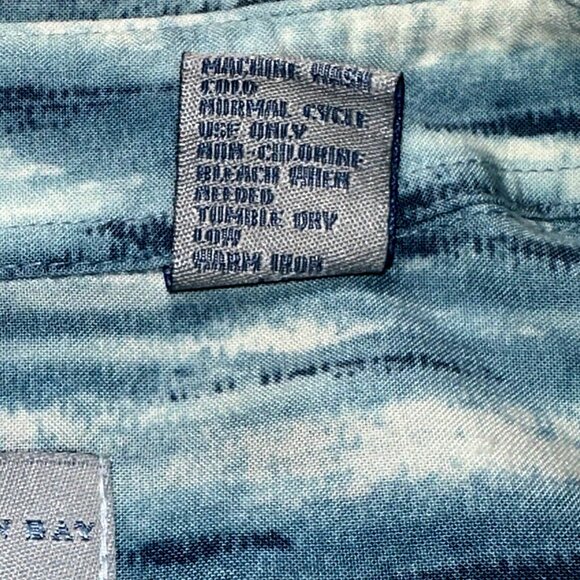 MACHINE WASH
COLD
NORMAL CYCLE
USE ONLY
NON-CHLORINE
BLEACH WHEN
NEEDED
TUMBLE DRY
LOW
WARM IRON
BAY